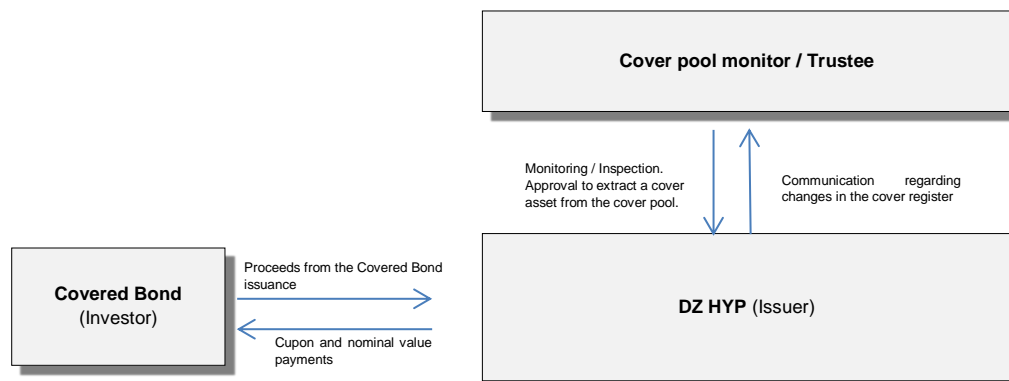 Cover pool monitor / Trustee
Monitoring / Inspection.
Approval to extract a cover
asset from the cover pool.
Communication regarding
changes in the cover register
Proceeds from the Covered Bond
issuance
Covered Bond
(Investor)
DZ HYP (Issuer)
Cupon and nominal value
payments